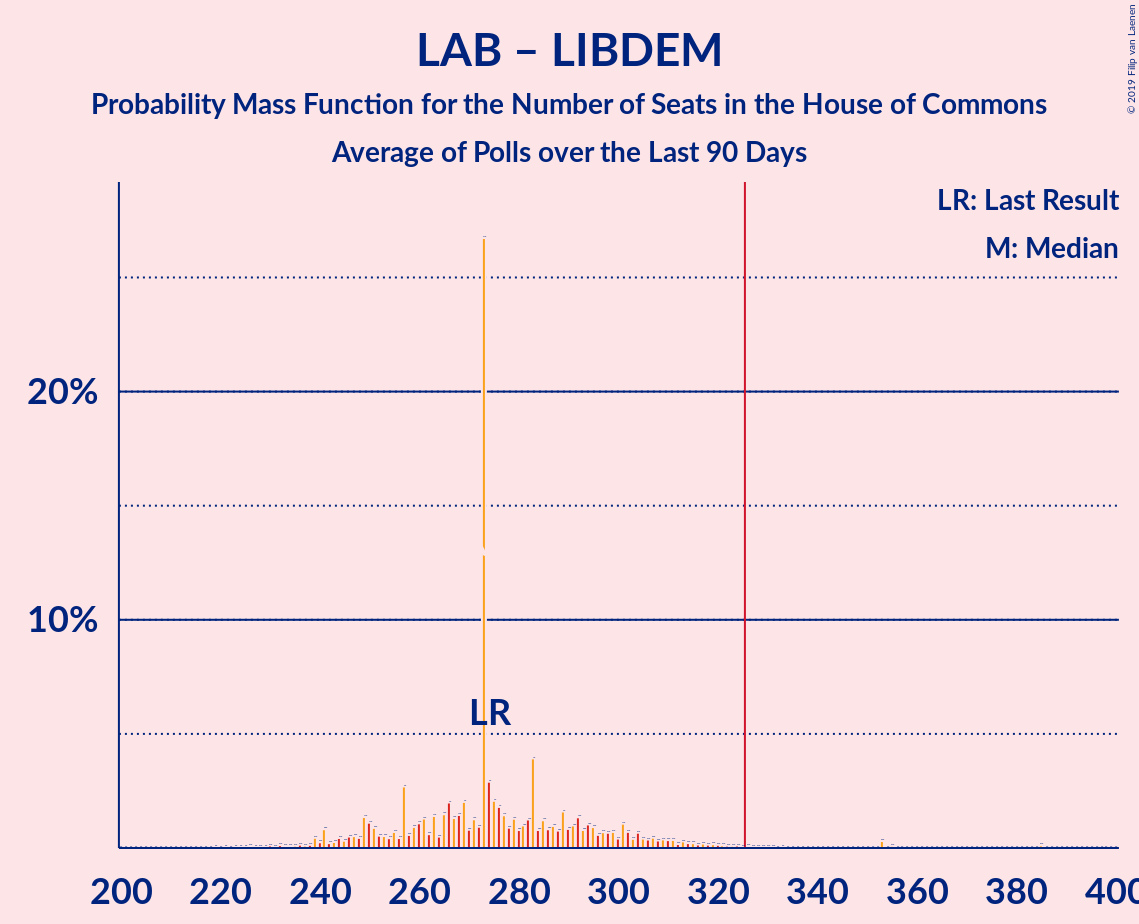 LAB – LIBDEM
Probability Mass Function for the Number of Seats in the House of Commons
Average of Polls over the Last 90 Days
© 2019 Filip van Laenen
LR: Last Result
M: Median
20%
10%
LR
200 220 240 260 280 300 320 340 360 380 400